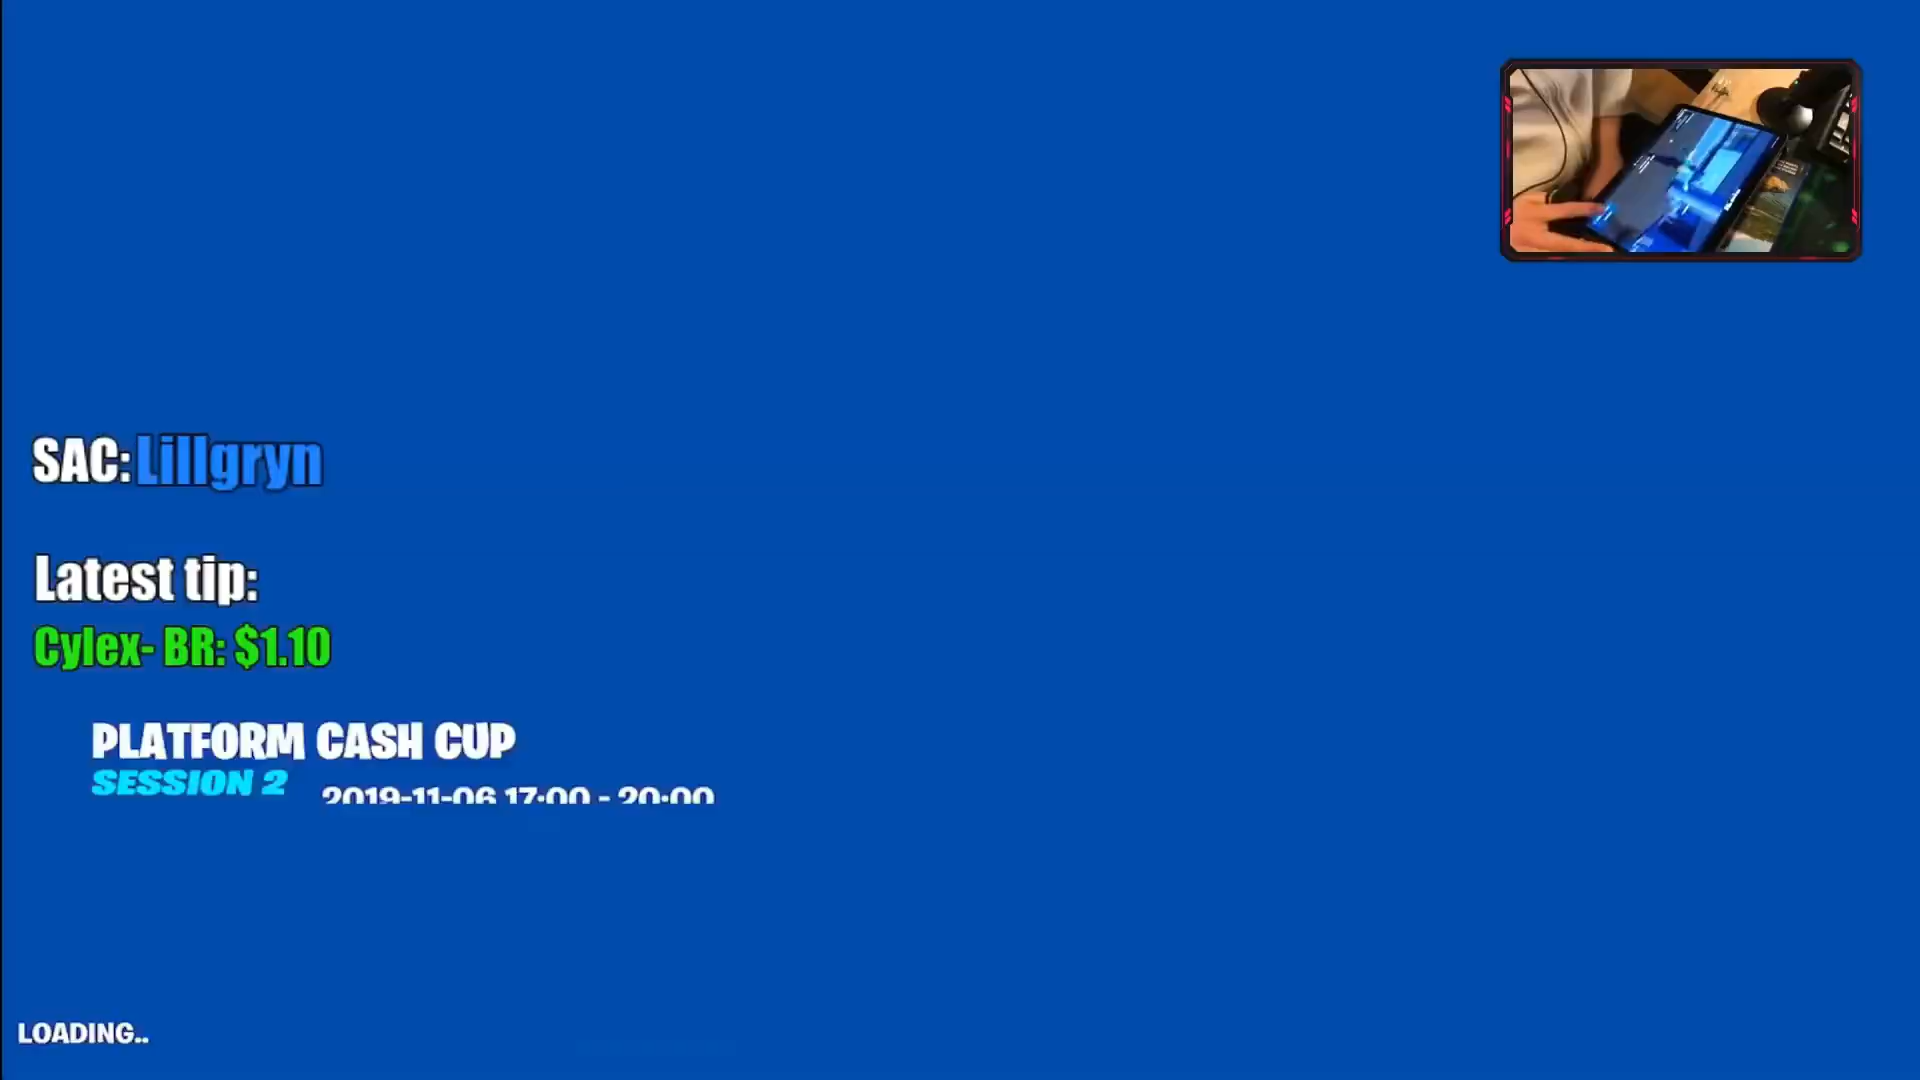 SAC: Lillgryn
Latest tip:
Cylex- BR: $1.10
PLATFORM CASH CUP
SESSION 2 2019-11-06 17:00 - 20:00
LOADING..